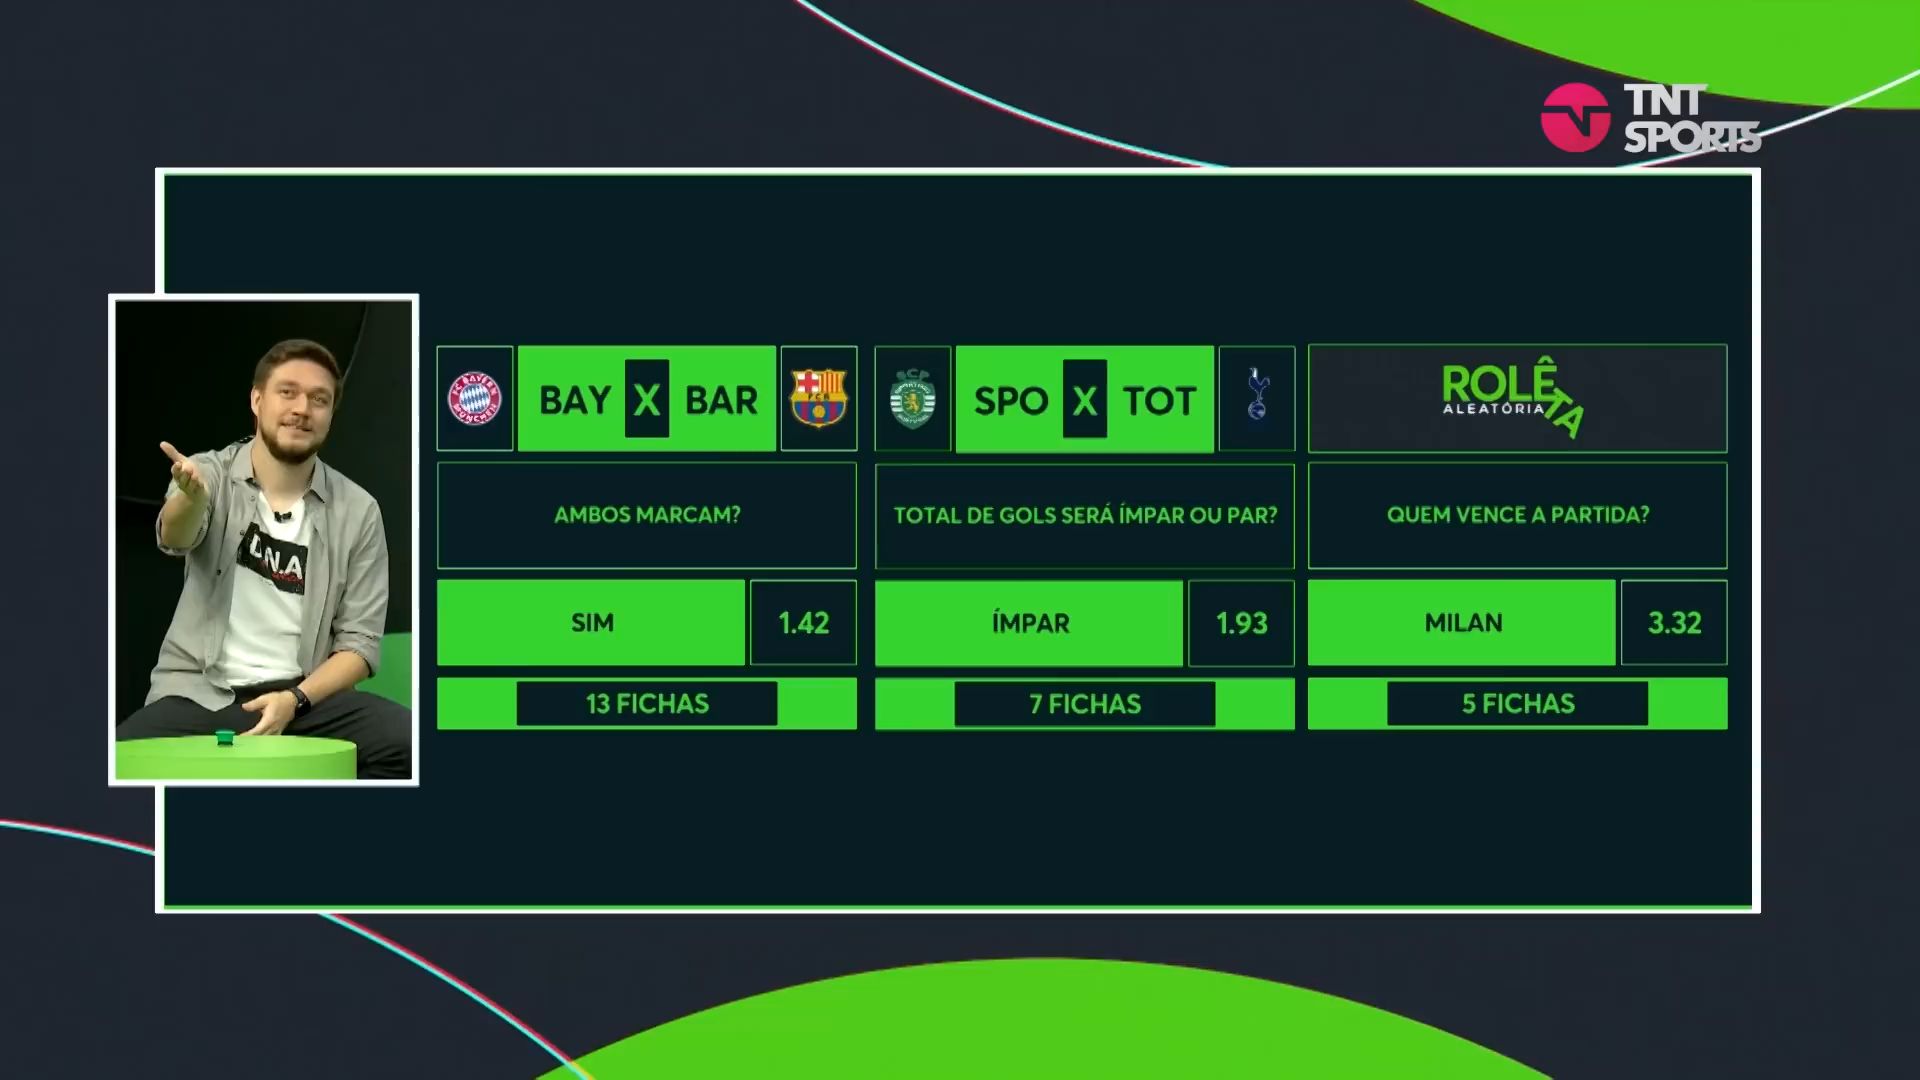 TNT
SPORTS
BAY X BAR
SPO X TOT
ROLÊTA
ALEATÓRIA
AMBOS MARCAM?
TOTAL DE GOLS SERÁ ÍMPAR OU PAR?
QUEM VENCE A PARTIDA?
SIM 1.42
ÍMPAR 1.93
MILAN 3.32
13 FICHAS
7 FICHAS
5 FICHAS
D.N.A